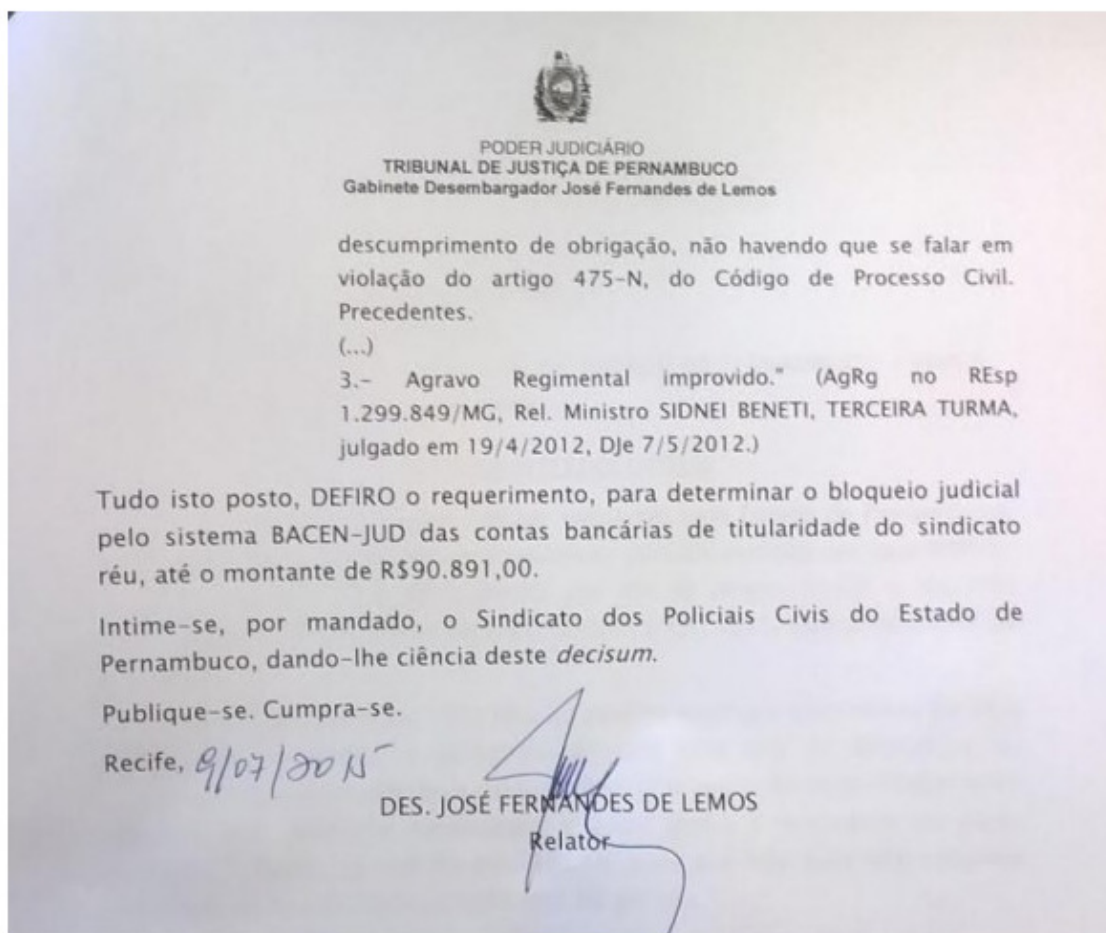 PODER JUDICIÁRIO
TRIBUNAL DE JUSTIÇA DE PERNAMBUCO
Gabinete Desembargador José Fernandes de Lemos
descumprimento de obrigação, não havendo que se falar em
violação do artigo 475-N, do Código de Processo Civil.
Precedentes.
(...)
3.- Agravo Regimental improvido." (AgRg no REsp
1.299.849/MG, Rel. Ministro SIDNEI BENETI, TERCEIRA TURMA,
julgado em 19/4/2012, DJe 7/5/2012.)
Tudo isto posto, DEFIRO o requerimento, para determinar o bloqueio judicial
pelo sistema BACEN-JUD das contas bancárias de titularidade do sindicato
réu, até o montante de R$90.891,00.
Intime-se, por mandado, o Sindicato dos Policiais Civis do Estado de
Pernambuco, dando-lhe ciência deste decisum.
Publique-se. Cumpra-se.
Recife, 9/07/2015
DES. JOSÉ FERNANDES DE LEMOS
Relator